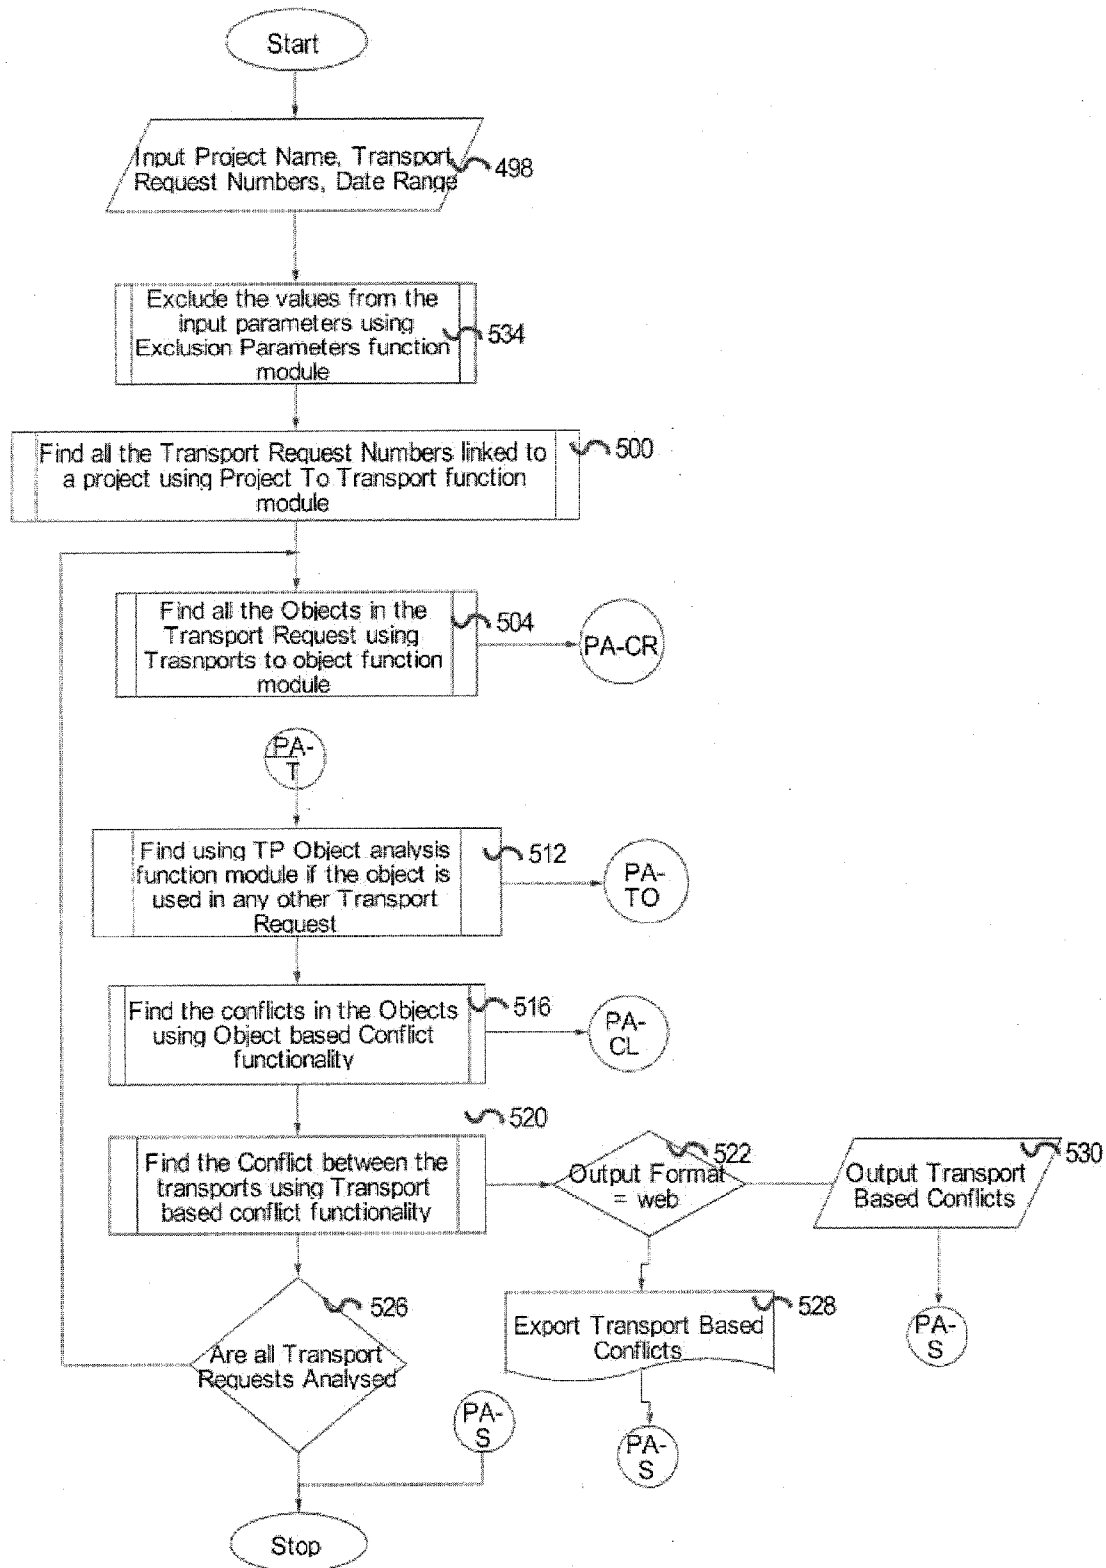 Start
Input Project Name, Transport
Request Numbers, Date Range
498
Exclude the values from the
input parameters using
Exclusion Parameters function
module
534
Find all the Transport Request Numbers linked to
a project using Project To Transport function
module
500
Find all the Objects in the
Transport Request using
Trasnports to object function
module
504
PA-CR
PA-
T
Find using TP Object analysis
function module if the object is
used in any other Transport
Request
512
PA-
TO
Find the conflicts in the Objects
using Object based Conflict
functionality
516
PA-
CL
520
Find the Conflict between the
transports using Transport
based conflict functionality
Output Format
= web
522
Output Transport
Based Conflicts
530
Are all Transport
Requests Analysed
526
Export Transport Based
Conflicts
528
PA-
S
PA-
S
PA-
S
Stop